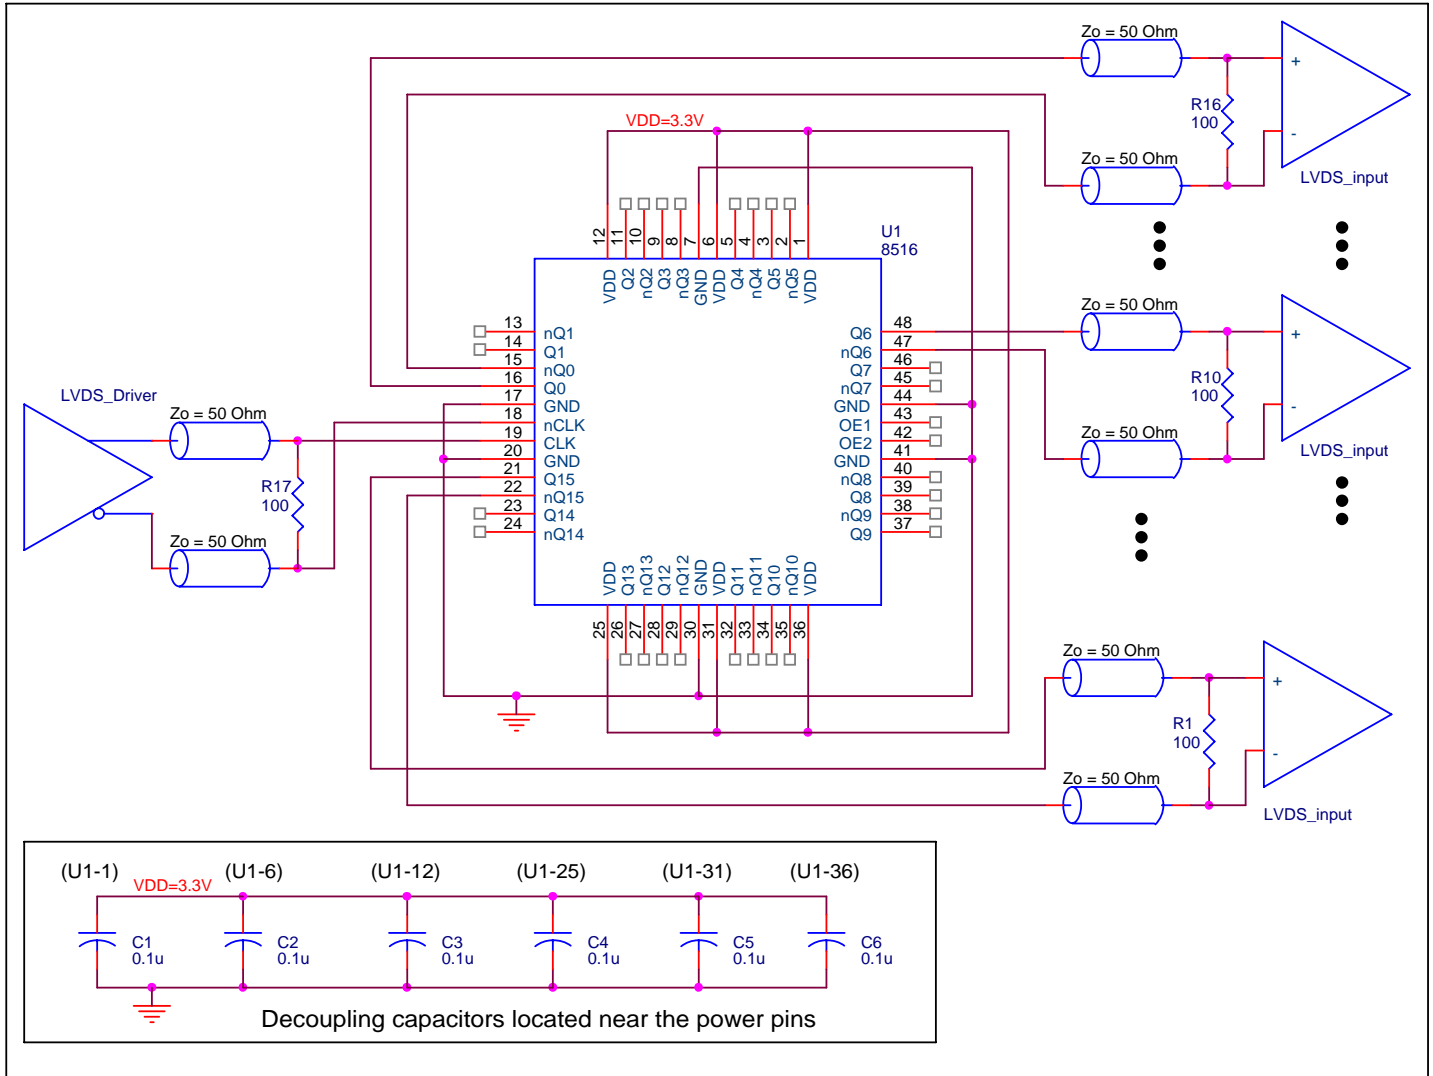 Zo = 50 Ohm
R16
100
+
-
Zo = 50 Ohm
LVDS_input
VDD=3.3V
U1
8516
12
11
10
9
8
7
6
5
4
3
2
1
VDD
Q2
nQ2
Q3
nQ3
GND
VDD
Q4
nQ4
Q5
nQ5
VDD
13 nQ1
14 Q1
15 nQ0
16 Q0
17 GND
18 nCLK
19 CLK
20 GND
21 Q15
22 nQ15
23 Q14
24 nQ14
Q6 48
nQ6 47
Q7 46
nQ7 45
GND 44
OE1 43
OE2 42
GND 41
nQ8 40
Q8 39
nQ9 38
Q9 37
VDD
Q13
nQ13
Q12
nQ12
GND
VDD
Q11
nQ11
Q10
nQ10
VDD
25
26
27
28
29
30
31
32
33
34
35
36
LVDS_Driver
Zo = 50 Ohm
R17
100
Zo = 50 Ohm
Zo = 50 Ohm
R10
100
+
-
Zo = 50 Ohm
LVDS_input
Zo = 50 Ohm
R1
100
+
-
Zo = 50 Ohm
LVDS_input
(U1-1) (U1-6) (U1-12) (U1-25) (U1-31) (U1-36)
VDD=3.3V
C1
0.1u
C2
0.1u
C3
0.1u
C4
0.1u
C5
0.1u
C6
0.1u
Decoupling capacitors located near the power pins